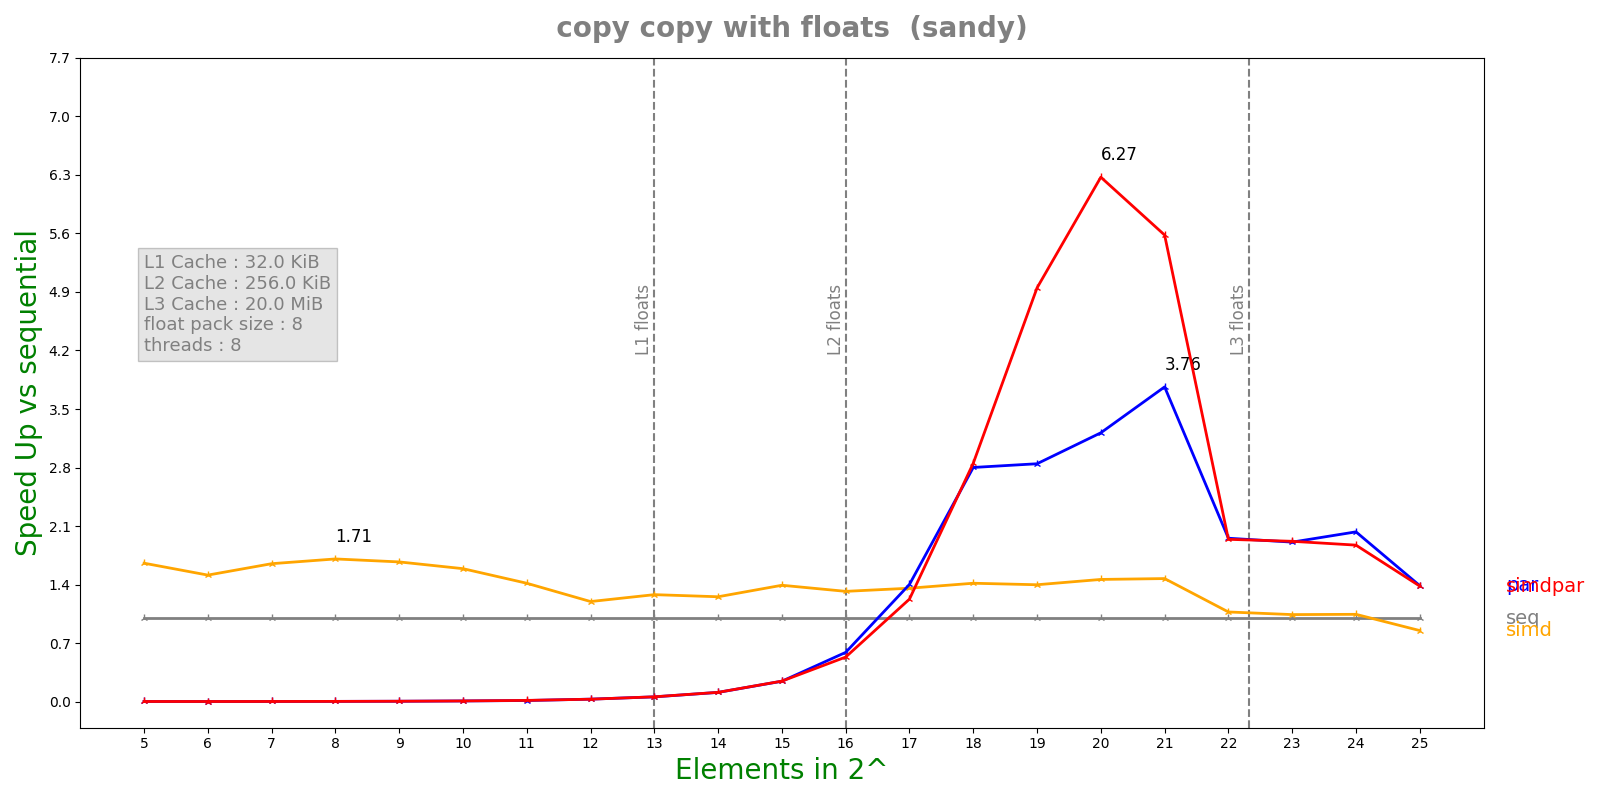 copy copy with floats  (sandy)
7.7
7.0
6.3
5.6
4.9
4.2
3.5
2.8
2.1
1.4
0.7
0.0
Speed Up vs sequential
L1 Cache : 32.0 KiB
L2 Cache : 256.0 KiB
L3 Cache : 20.0 MiB
float pack size : 8
threads : 8
L1 floats
L2 floats
L3 floats
1.71
6.27
3.76
par
simdpar
seq
simd
5 6 7 8 9 10 11 12 13 14 15 16 17 18 19 20 21 22 23 24 25
Elements in 2^